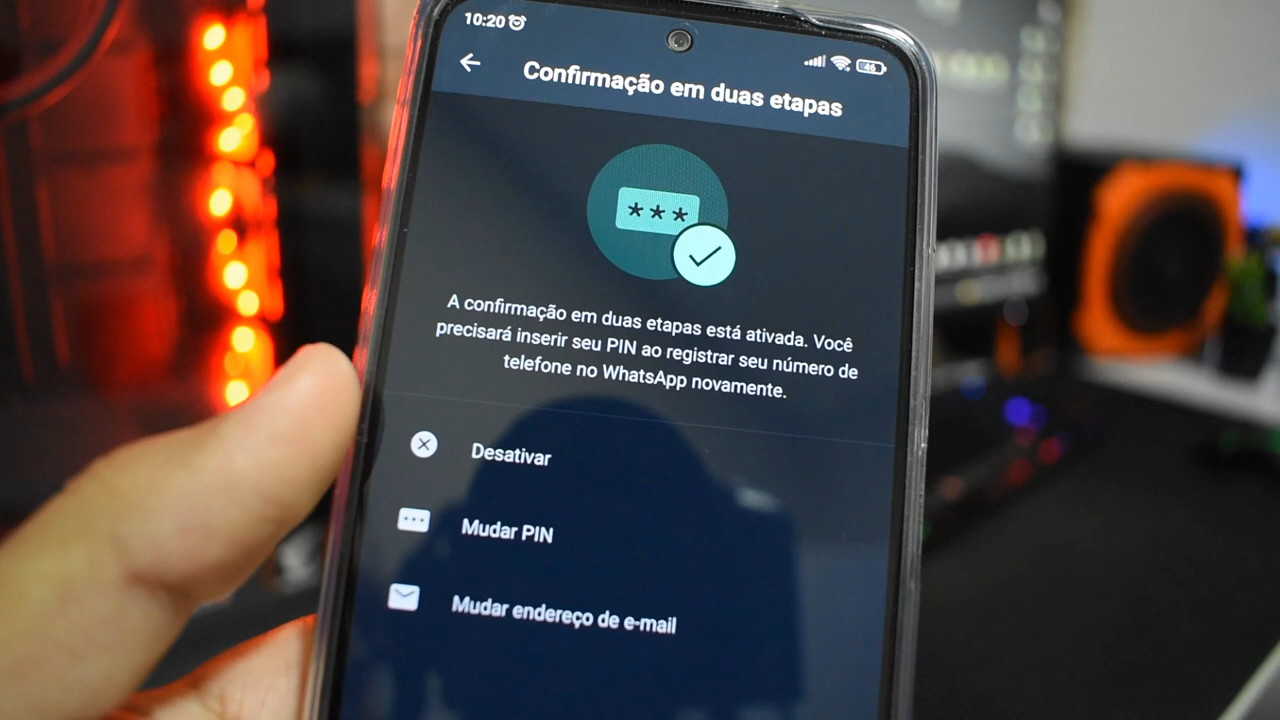 10:20
46
Confirmação em duas etapas
***
A confirmação em duas etapas está ativada. Você
precisará inserir seu PIN ao registrar seu número de
telefone no WhatsApp novamente.
Desativar
Mudar PIN
Mudar endereço de e-mail